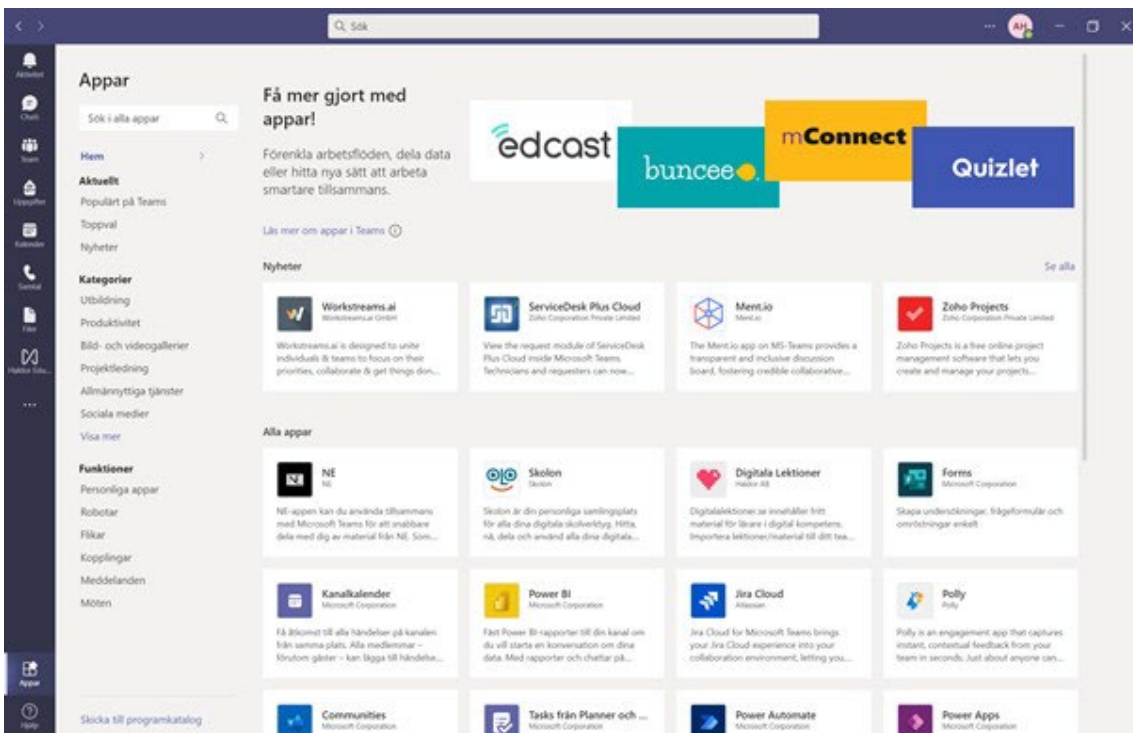 Sök
AH
Aktivitet
Chatt
Team
Uppgifter
Kalender
Samtal
Filer
Haldor Edu...
Appar
Hjälp
Appar
Sök i alla appar
Hem
Aktuellt
Populärt på Teams
Toppval
Nyheter
Kategorier
Utbildning
Produktivitet
Bild- och videogallerier
Projektledning
Allmännyttiga tjänster
Sociala medier
Visa mer
Funktioner
Personliga appar
Robotar
Flikar
Kopplingar
Meddelanden
Möten
Skicka till programkatalog
Få mer gjort med
appar!
Förenkla arbetsflöden, dela data
eller hitta nya sätt att arbeta
smartare tillsammans.
Läs mer om appar i Teams
edcast
buncee
mConnect
Quizlet
Nyheter
Se alla
Workstreams.ai
Workstreams.ai GmbH
Workstreams.ai is designed to unite
individuals & teams to focus on their
priorities, collaborate & get things don...
ServiceDesk Plus Cloud
Zoho Corporation Private Limited
View the request module of ServiceDesk
Plus Cloud inside Microsoft Teams.
Technicians and requesters can now...
Ment.io
Ment.io
The Ment.io app on MS-Teams provides a
transparent and inclusive discussion
board, fostering credible collaborative...
Zoho Projects
Zoho Corporation Private Limited
Zoho Projects is a free online project
management software that lets you
create and manage your projects...
Alla appar
NE
NE
NE-appen kan du använda tillsammans
med Microsoft Teams för att snabbare
dela med dig av material från NE. Som...
Skolon
Skolon
Skolon är din personliga samlingsplats
för alla dina digitala skolverktyg. Hitta,
nå, dela och använd alla dina digitala...
Digitala Lektioner
Haldor AB
Digitalalektioner.se innehåller fritt
material för lärare i digital kompetens.
Importera lektioner/material till ditt tea...
Forms
Microsoft Corporation
Skapa undersökningar, frågeformulär och
omröstningar enkelt
Kanalkalender
Microsoft Corporation
Få åtkomst till alla händelser på kanalen
från samma plats. Alla medlemmar –
förutom gäster – kan lägga till händelse...
Power BI
Microsoft Corporation
Fäst Power BI-rapporter till din kanal om
du vill starta en konversation om dina
data. Med rapporter och chattar på...
Jira Cloud
Atlassian
Jira Cloud for Microsoft Teams brings
your Jira Cloud experience into your
collaboration environment, letting you...
Polly
Polly
Polly is an engagement app that captures
instant, contextual feedback from your
team in seconds. Just about anyone can...
Communities
Microsoft Corporation
Tasks från Planner och ...
Microsoft Corporation
Power Automate
Microsoft Corporation
Power Apps
Microsoft Corporation